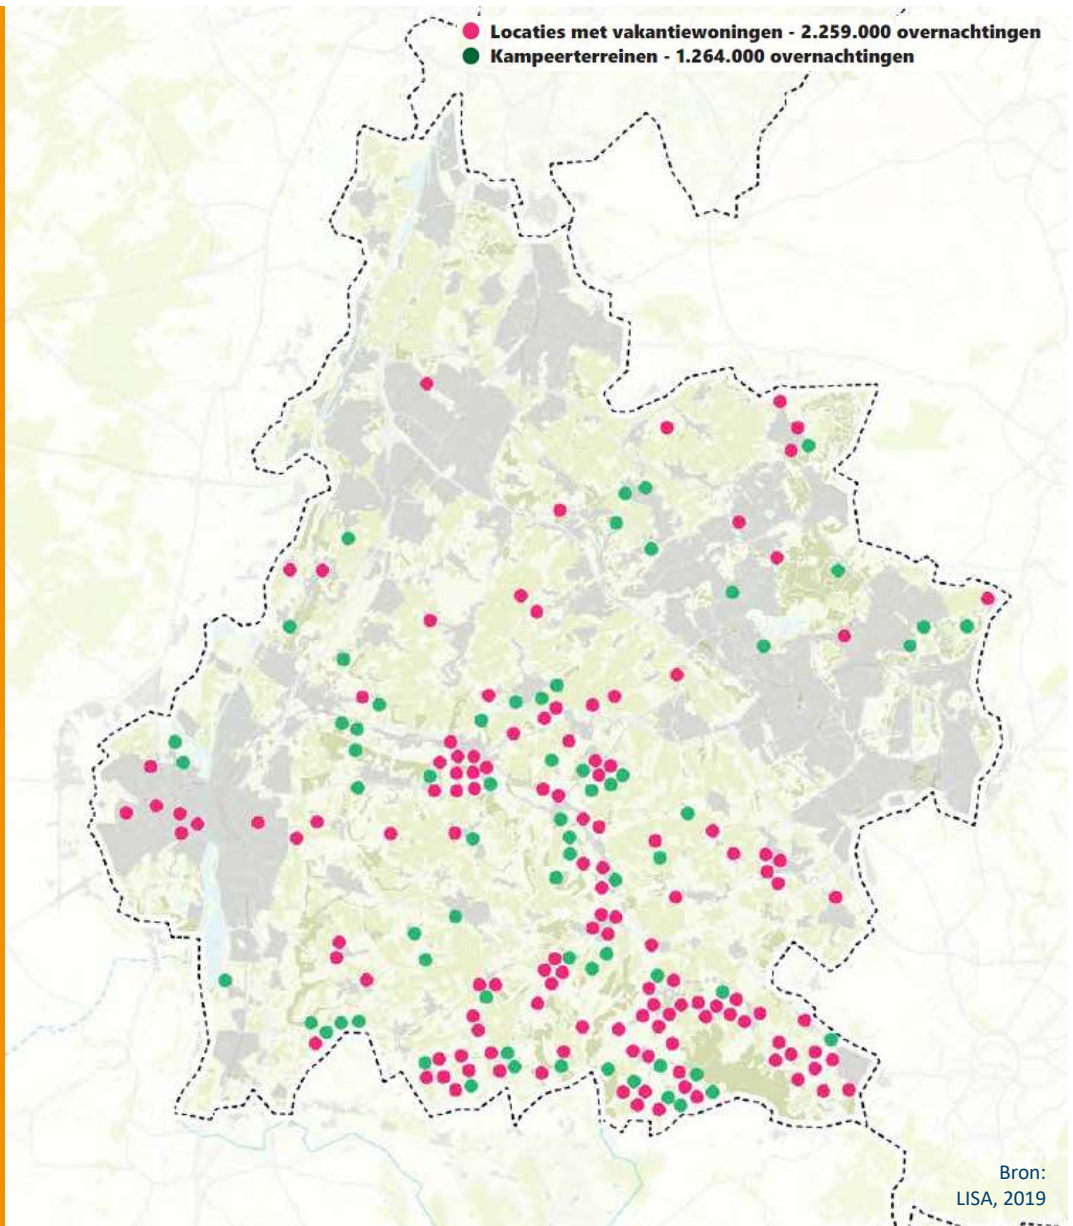 Locaties met vakantiewoningen - 2.259.000 overnachtingen
Kampeerterreinen - 1.264.000 overnachtingen
Bron:
LISA, 2019